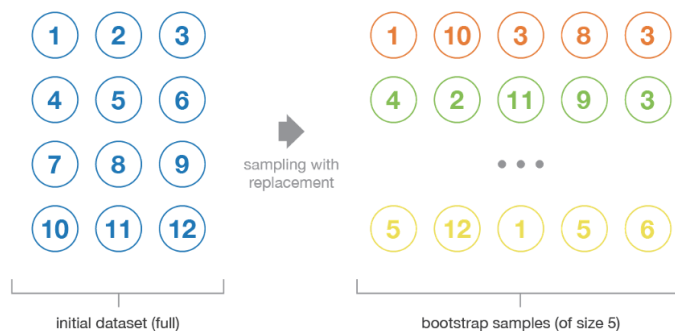 1 2 3
4 5 6
7 8 9
10 11 12
initial dataset (full)
sampling with
replacement
1 10 3 8 3
4 2 11 9 3
•••
5 12 1 5 6
bootstrap samples (of size 5)